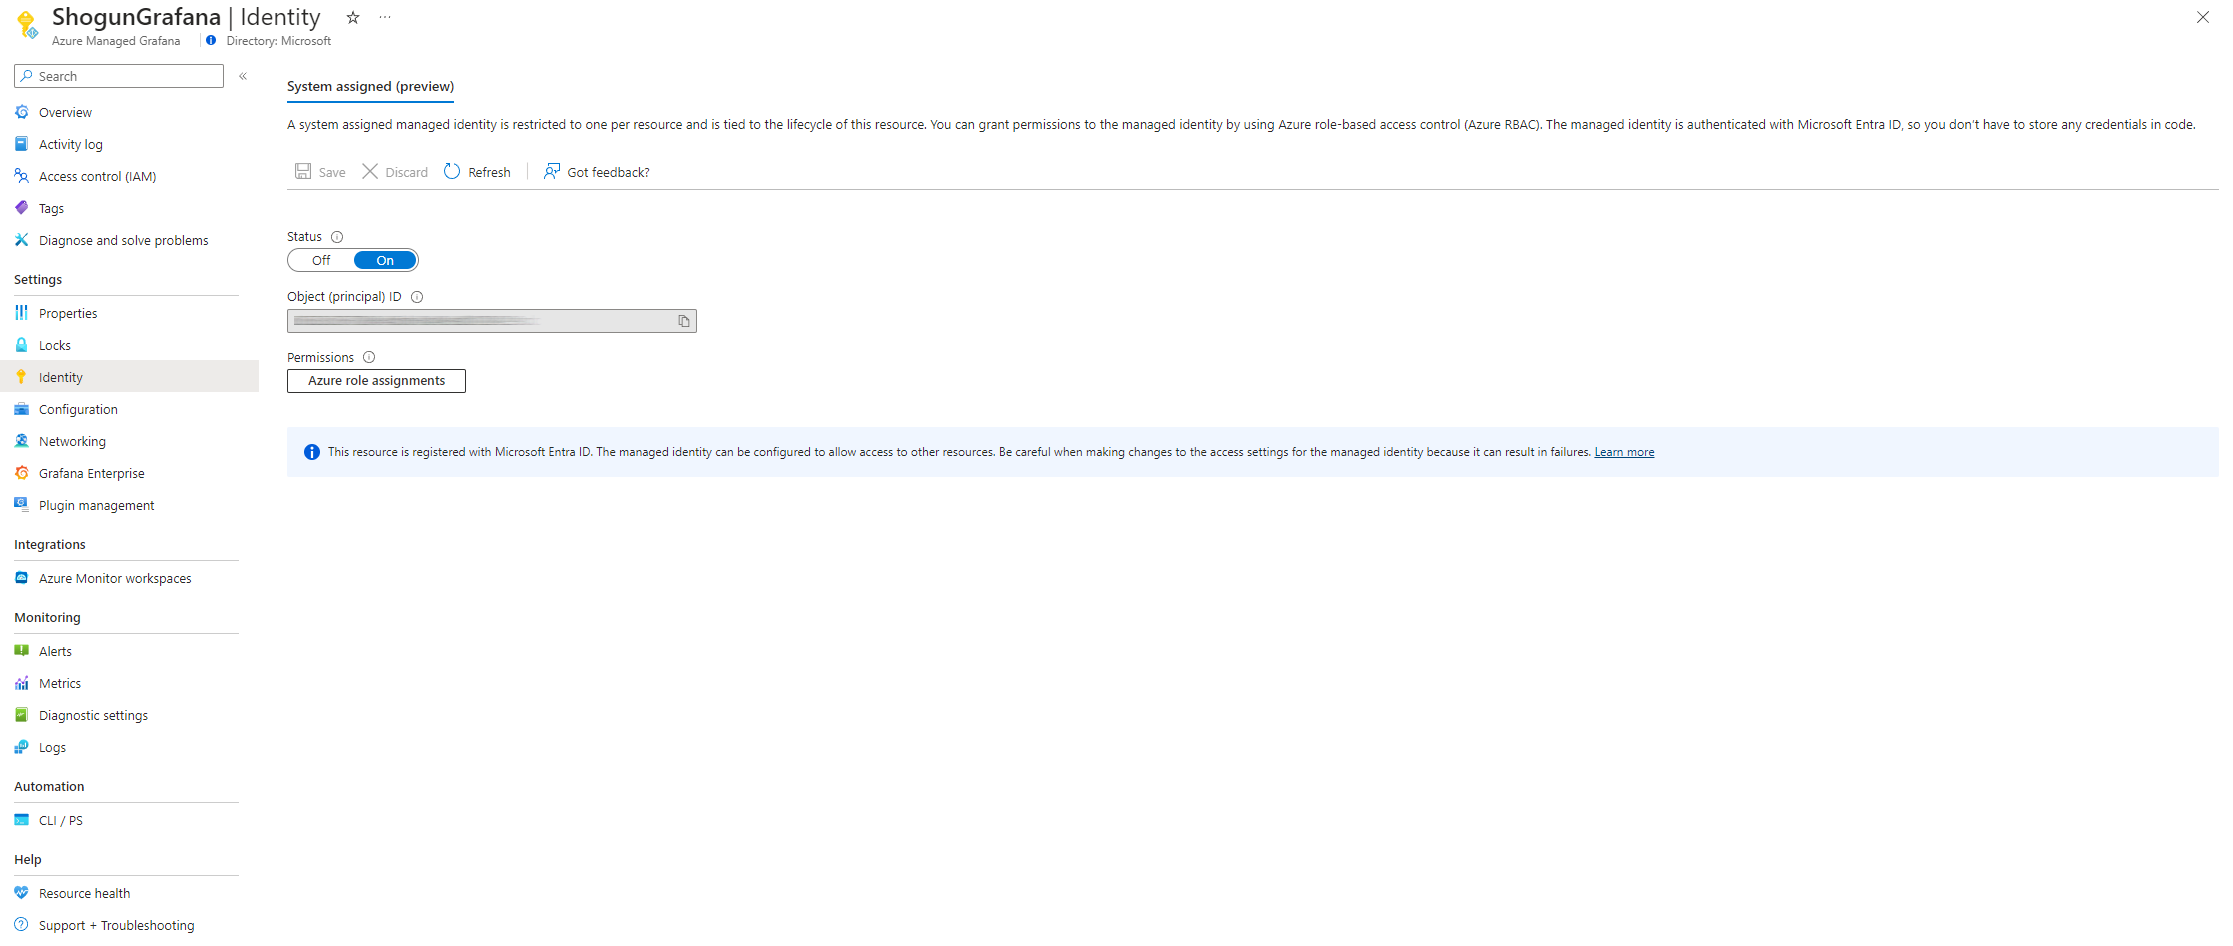 ShogunGrafana | Identity
Azure Managed Grafana
Directory: Microsoft
Search
Overview
Activity log
Access control (IAM)
Tags
Diagnose and solve problems
Settings
Properties
Locks
Identity
Configuration
Networking
Grafana Enterprise
Plugin management
Integrations
Azure Monitor workspaces
Monitoring
Alerts
Metrics
Diagnostic settings
Logs
Automation
CLI / PS
Help
Resource health
Support + Troubleshooting
System assigned (preview)
A system assigned managed identity is restricted to one per resource and is tied to the lifecycle of this resource. You can grant permissions to the managed identity by using Azure role-based access control (Azure RBAC). The managed identity is authenticated with Microsoft Entra ID, so you don't have to store any credentials in code.
Save Discard Refresh Got feedback?
Status
Off On
Object (principal) ID
Permissions
Azure role assignments
This resource is registered with Microsoft Entra ID. The managed identity can be configured to allow access to other resources. Be careful when making changes to the access settings for the managed identity because it can result in failures. Learn more